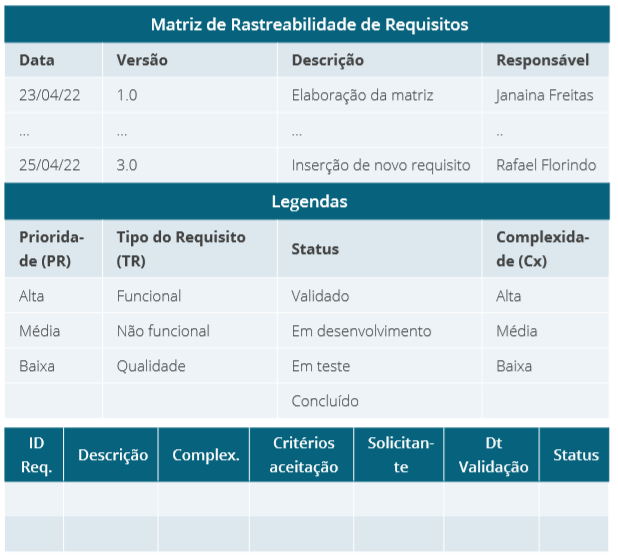 Matriz de Rastreabilidade de Requisitos
Data Versão Descrição Responsável
23/04/22 1.0 Elaboração da matriz Janaina Freitas
... ... ... ..
25/04/22 3.0 Inserção de novo requisito Rafael Florindo
Legendas
Priorida-
de (PR)
Tipo do Requisito
(TR)
Status
Complexida-
de (Cx)
Alta Funcional Validado Alta
Média Não funcional Em desenvolvimento Média
Baixa Qualidade Em teste Baixa
Concluído
ID
Req.
Descrição
Complex.
Critérios
aceitação
Solicitan-
te
Dt
Validação
Status